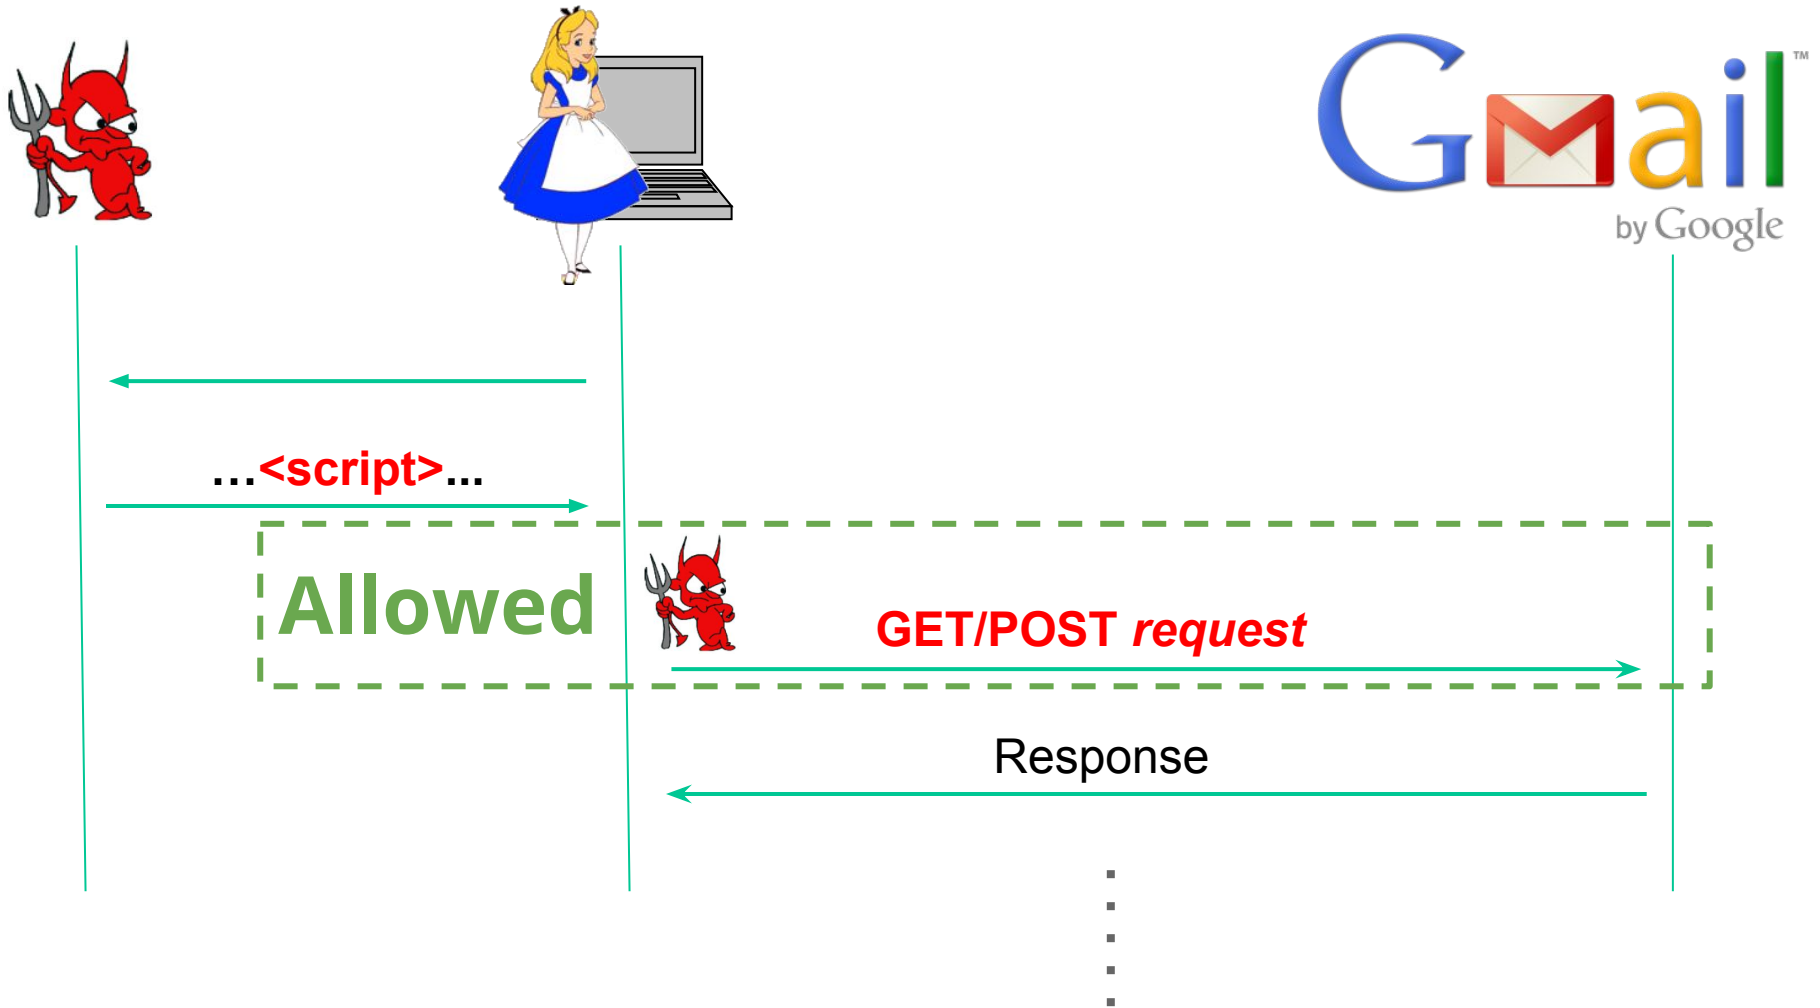 Gmail™
by Google
…<script>...
Allowed
GET/POST request
Response